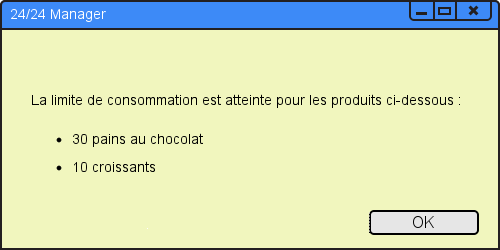 24/24 Manager
La limite de consommation est atteinte pour les produits ci-dessous :
• 30 pains au chocolat
• 10 croissants
OK